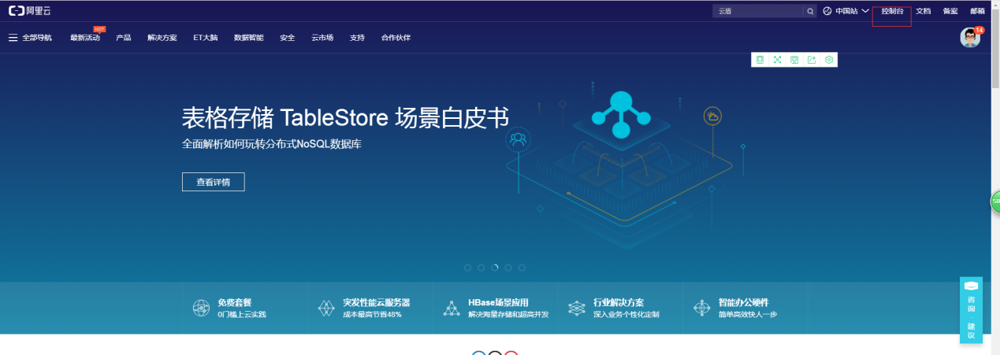 阿里云
云盾
中国站
控制台
文档
备案
邮箱
全部导航
最新活动
HOT
产品
解决方案
ET大脑
数据智能
安全
云市场
支持
合作伙伴
14
表格存储 TableStore 场景白皮书
全面解析如何玩转分布式NoSQL数据库
查看详情
58
免费套餐
0门槛上云实践
突发性能云服务器
成本最高节省48%
HBase场景应用
解决海量存储和超高并发
行业解决方案
深入业务个性化定制
智能办公硬件
简单高效快人一步
咨询·建议